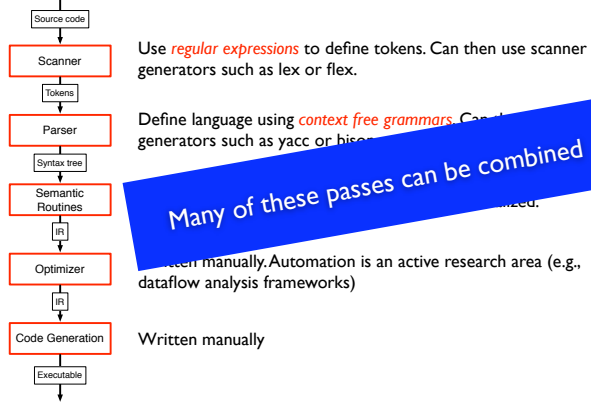 Source code
Scanner
Use regular expressions to define tokens. Can then use scanner
generators such as lex or flex.
Tokens
Parser
Define language using context free grammars. Can
generators such as yacc or bison
Syntax tree
Semantic
Routines
Many of these passes can be combined
IR
Optimizer
manually. Automation is an active research area (e.g.,
dataflow analysis frameworks)
IR
Code Generation
Written manually
Executable